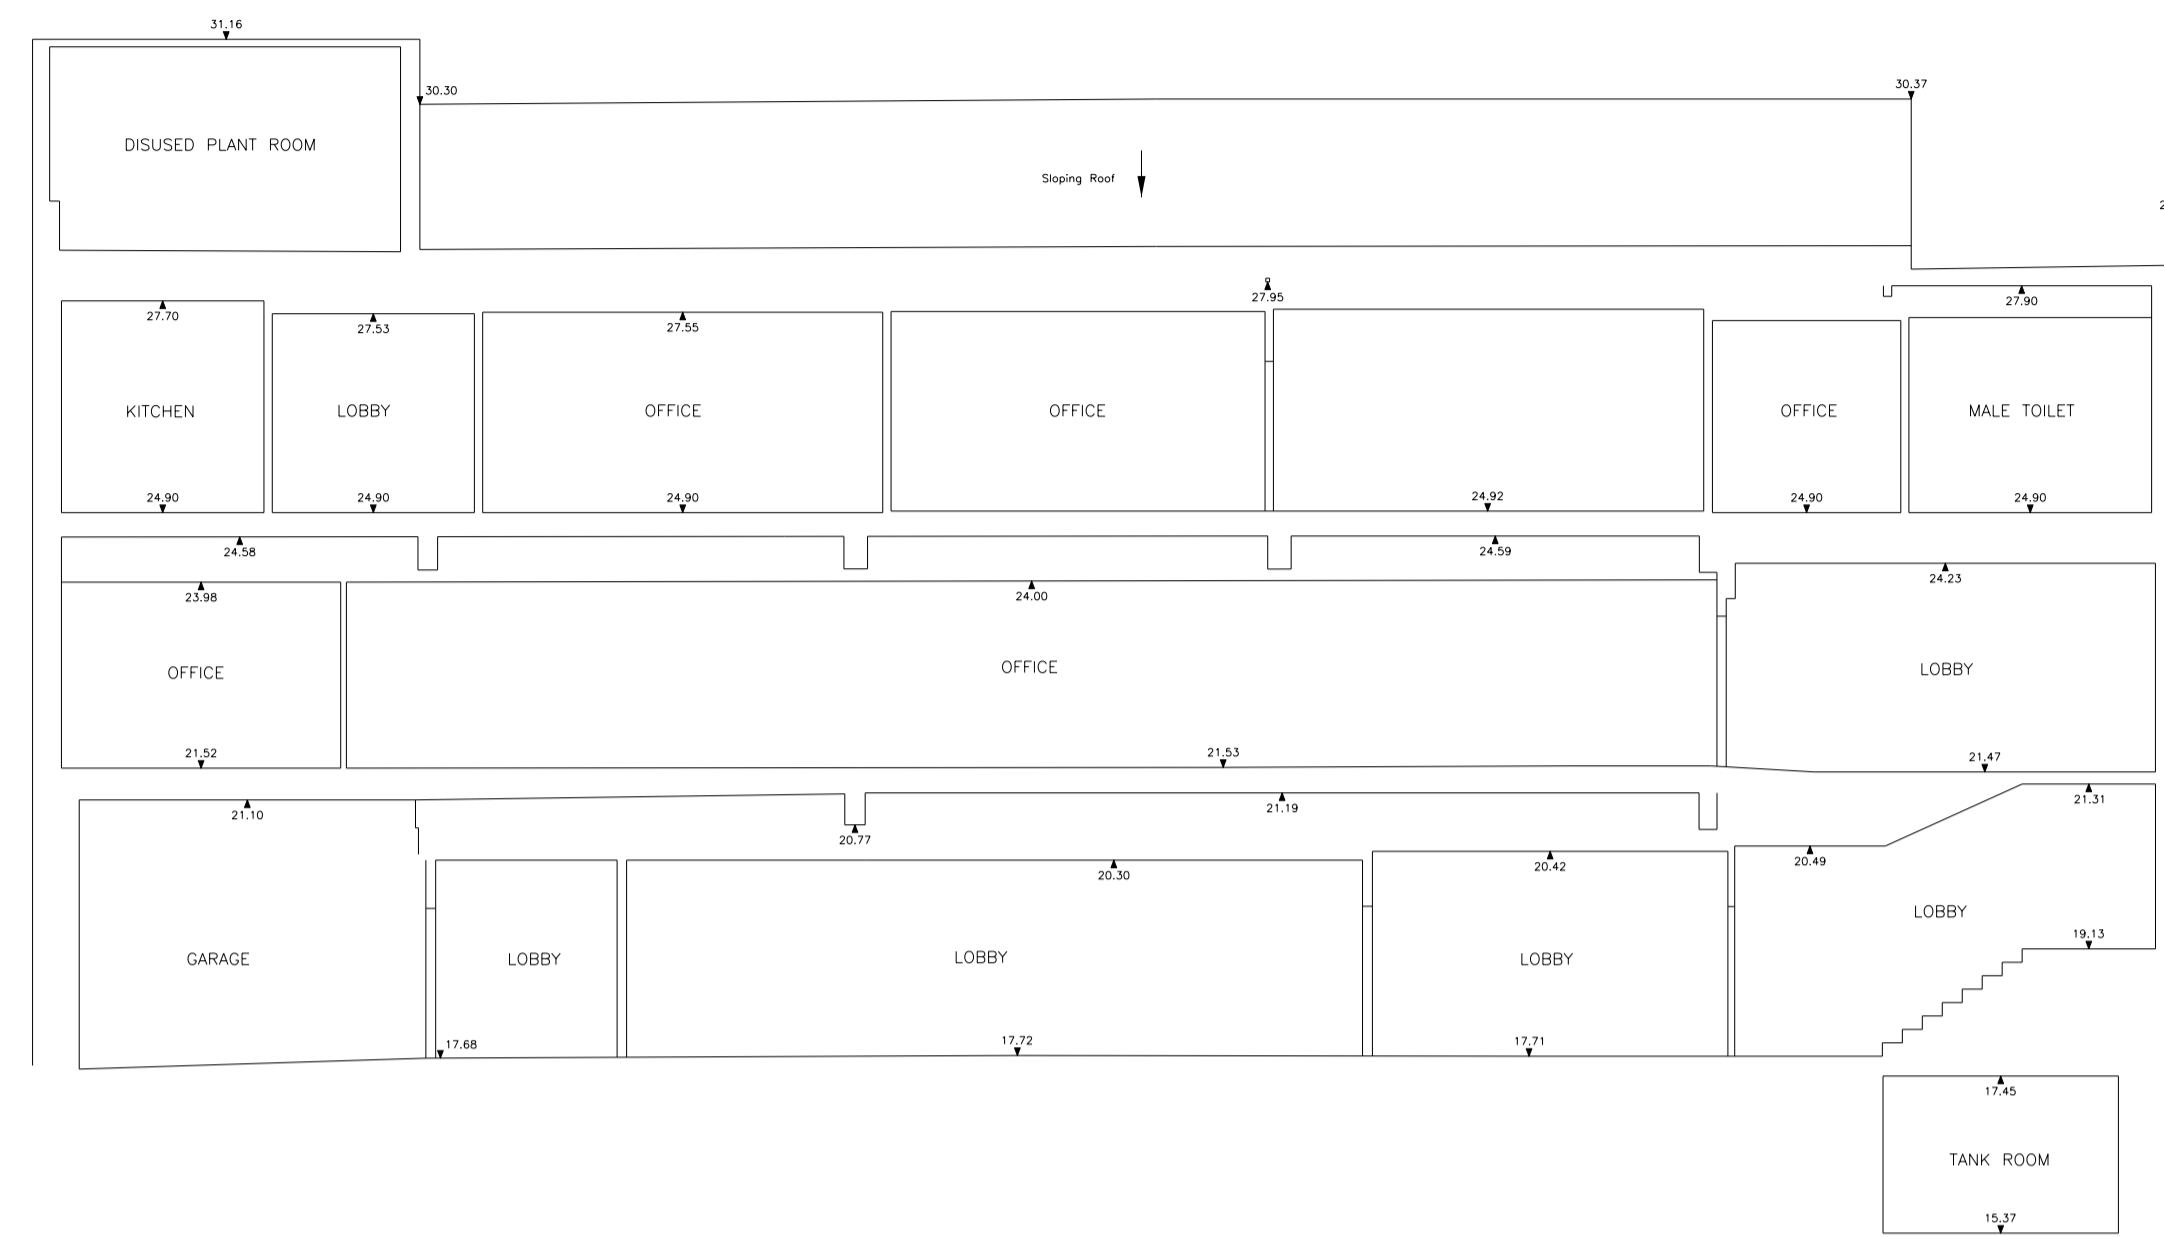 31.16
30.30
30.37
DISUSED PLANT ROOM
Sloping Roof
27.70
27.53
27.55
27.95
27.90
KITCHEN
LOBBY
OFFICE
OFFICE
OFFICE
MALE TOILET
24.90
24.90
24.90
24.92
24.90
24.90
24.58
24.59
23.98
24.00
24.23
OFFICE
OFFICE
LOBBY
21.52
21.53
21.47
21.10
20.77
21.19
21.31
20.30
20.42
20.49
GARAGE
LOBBY
LOBBY
LOBBY
LOBBY
19.13
17.68
17.72
17.71
17.45
TANK ROOM
15.37